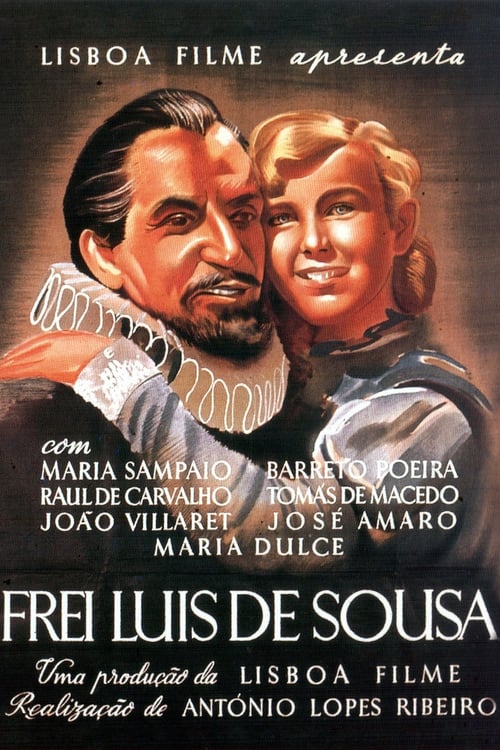 LISBOA FILME apresenta
com
MARIA SAMPAIO BARRETO POEIRA
RAUL DE CARVALHO TOMÁS DE MACEDO
JOÃO VILLARET JOSÉ AMARO
MARIA DULCE
FREI LUIS DE SOUSA
Uma produção da LISBOA FILME
Realização de ANTÓNIO LOPES RIBEIRO